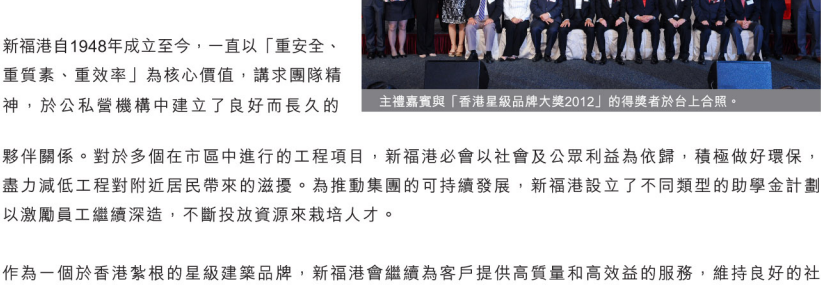 新福港自1948年成立至今，一直以「重安全、
重質素、重效率」為核心價值，講求團隊精
神，於公私營機構中建立了良好而長久的
主禮嘉賓與「香港星級品牌大獎2012」的得獎者於台上合照。
夥伴關係。對於多個在市區中進行的工程項目，新福港必會以社會及公眾利益為依歸，積極做好環保，
盡力減低工程對附近居民帶來的滋擾。為推動集團的可持續發展，新福港設立了不同類型的助學金計劃
以激勵員工繼續深造，不斷投放資源來栽培人才。
作為一個於香港紮根的星級建築品牌，新福港會繼續為客戶提供高質量和高效益的服務，維持良好的社